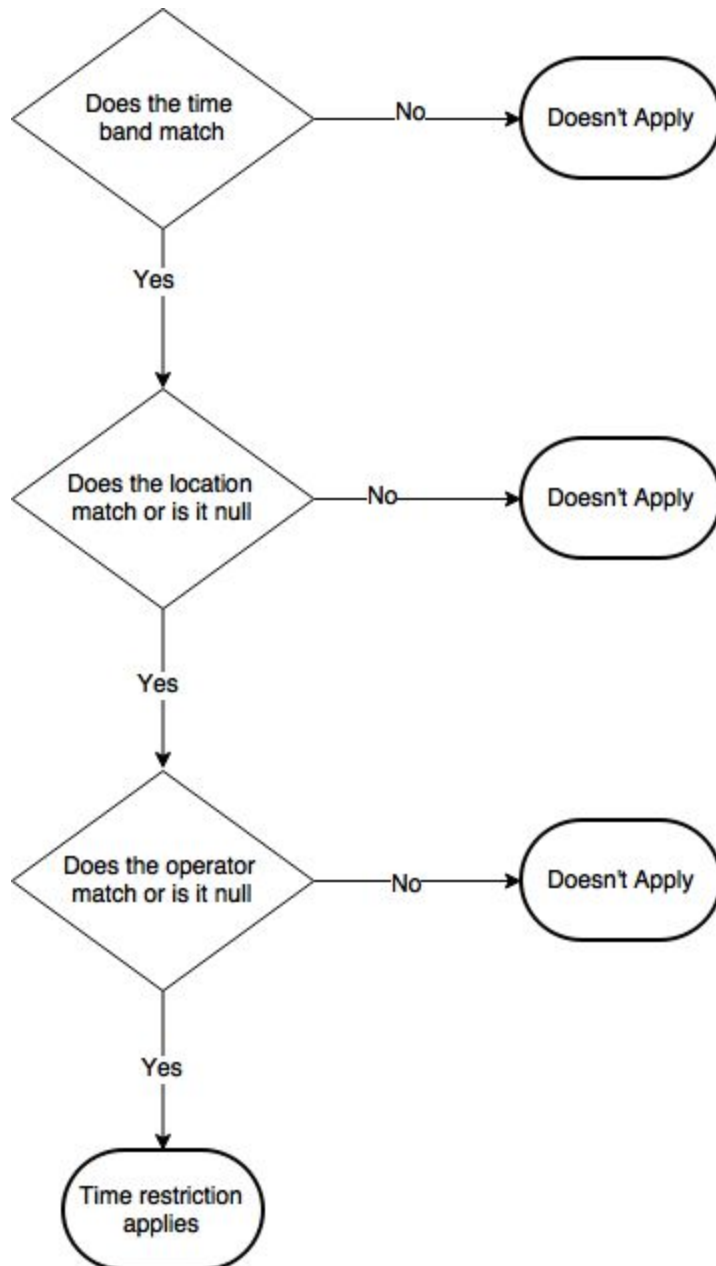 Does the time
band match
No
Doesn't Apply
Yes
Does the location
match or is it null
No
Doesn't Apply
Yes
Does the operator
match or is it null
No
Doesn't Apply
Yes
Time restriction
applies